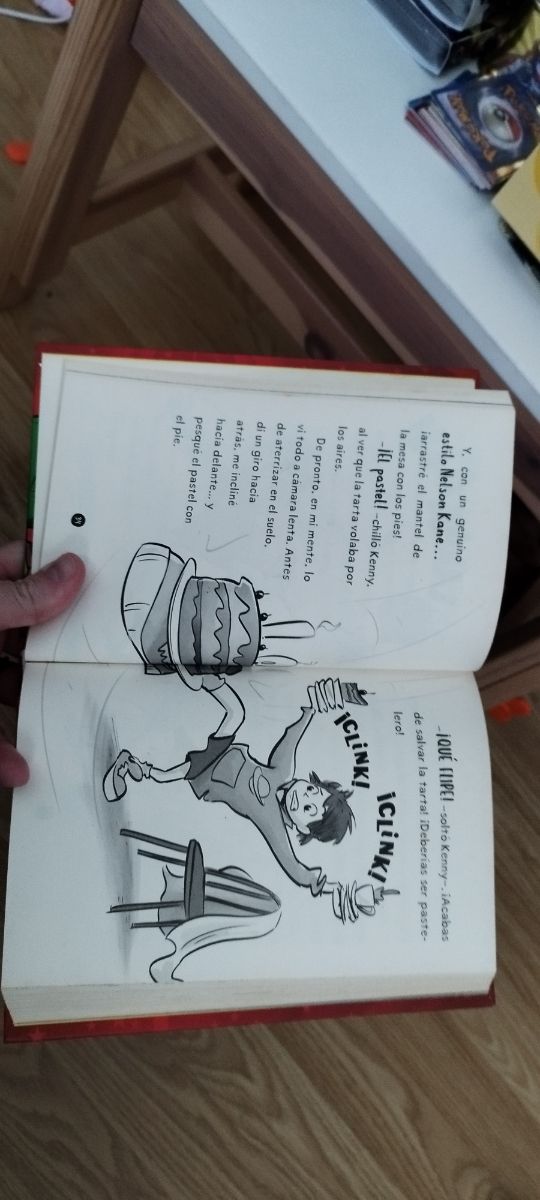 Y, con un genuino
estilo Nelson Kane...
¡arrastré el mantel de
la mesa con los pies!
–¡El pastel! –chilló Kenny,
al ver que la tarta volaba por
los aires.
De pronto, en mi mente, lo
vi todo a cámara lenta. Antes
de aterrizar en el suelo,
di un giro hacia
atrás, me incliné
hacia delante... y
pesqué el pastel con
el pie.
–¡QUÉ FLIPE! –soltó Kenny–. ¡Acabas
de salvar la tarta! ¡Deberías ser paste-
lero!
¡CLINK!
¡CLINK!